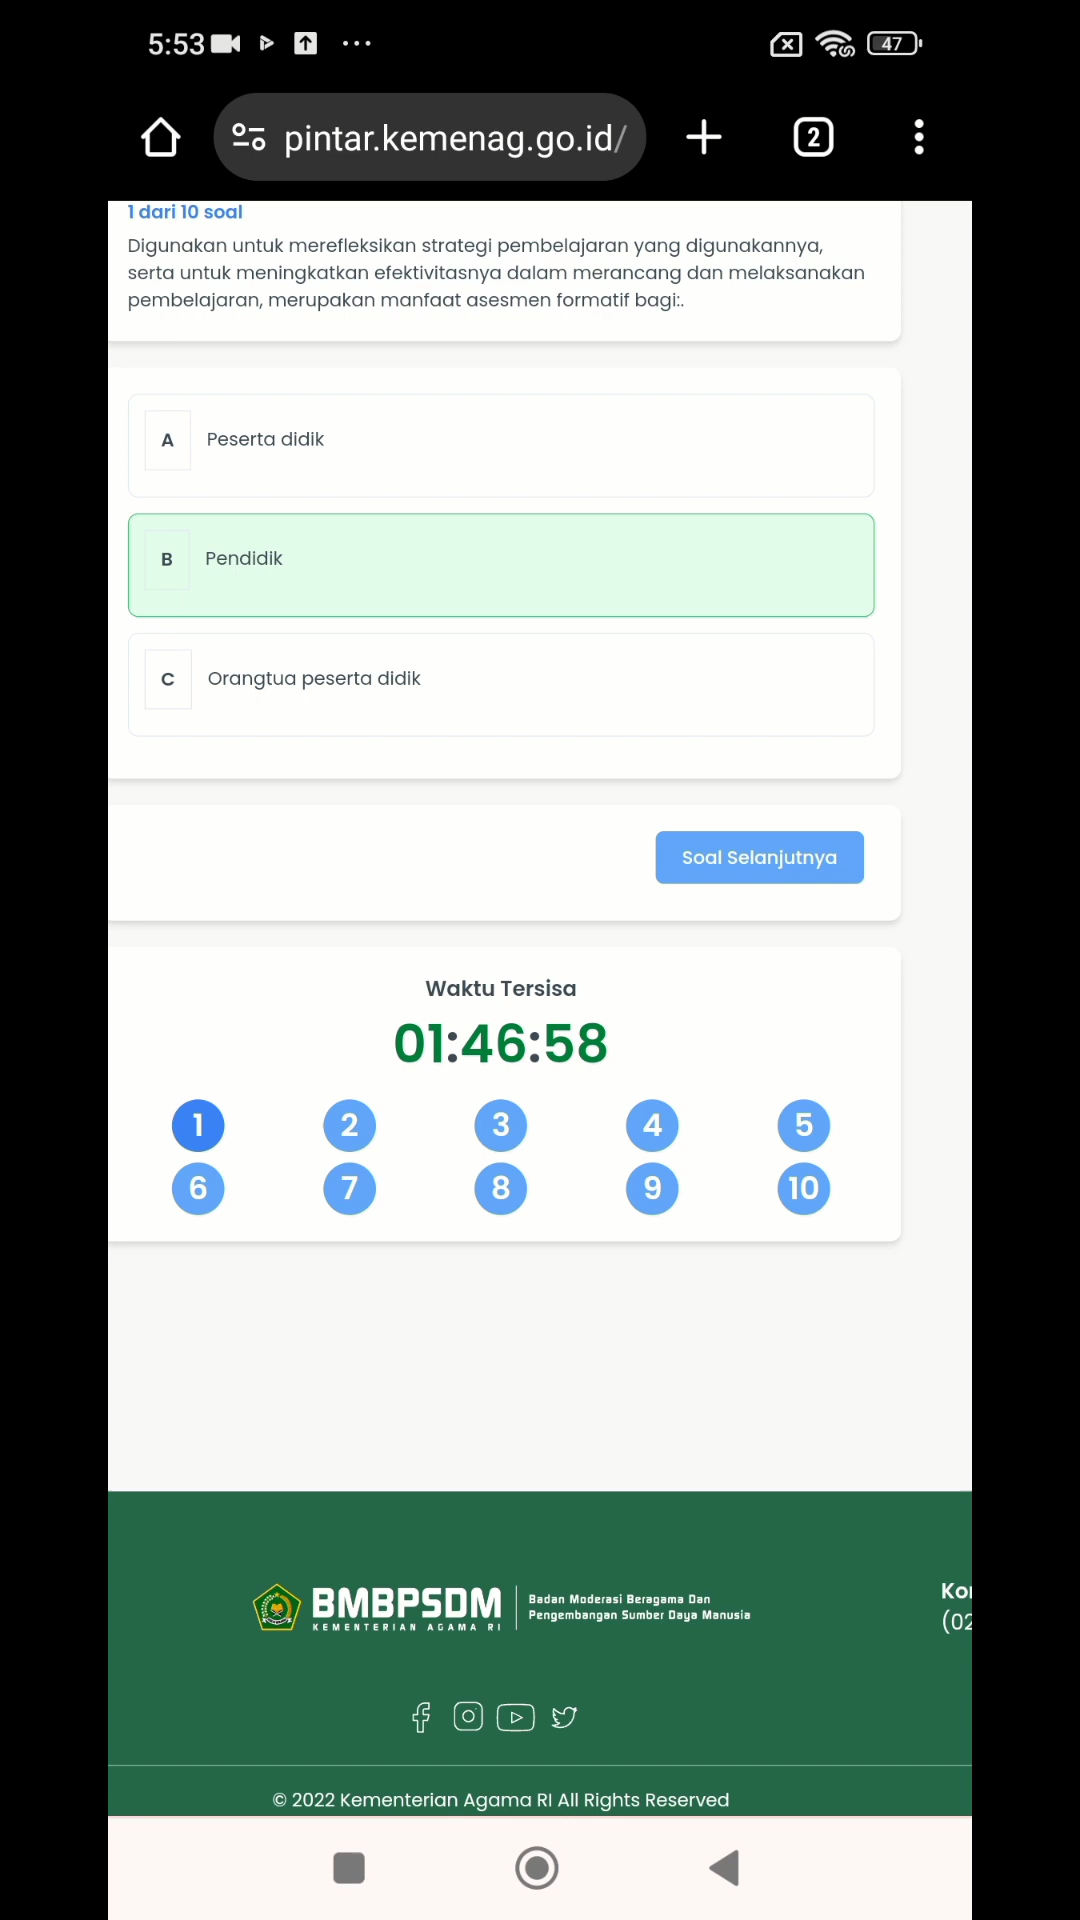 5:53
47
pintar.kemenag.go.id/
2
1 dari 10 soal
Digunakan untuk merefleksikan strategi pembelajaran yang digunakannya,
serta untuk meningkatkan efektivitasnya dalam merancang dan melaksanakan
pembelajaran, merupakan manfaat asesmen formatif bagi:.
A Peserta didik
B Pendidik
C Orangtua peserta didik
Soal Selanjutnya
Waktu Tersisa
01:46:58
1 2 3 4 5
6 7 8 9 10
BMBPSDM
KEMENTERIAN AGAMA RI
Badan Moderasi Beragama Dan
Pengembangan Sumber Daya Manusia
(02
© 2022 Kementerian Agama RI All Rights Reserved